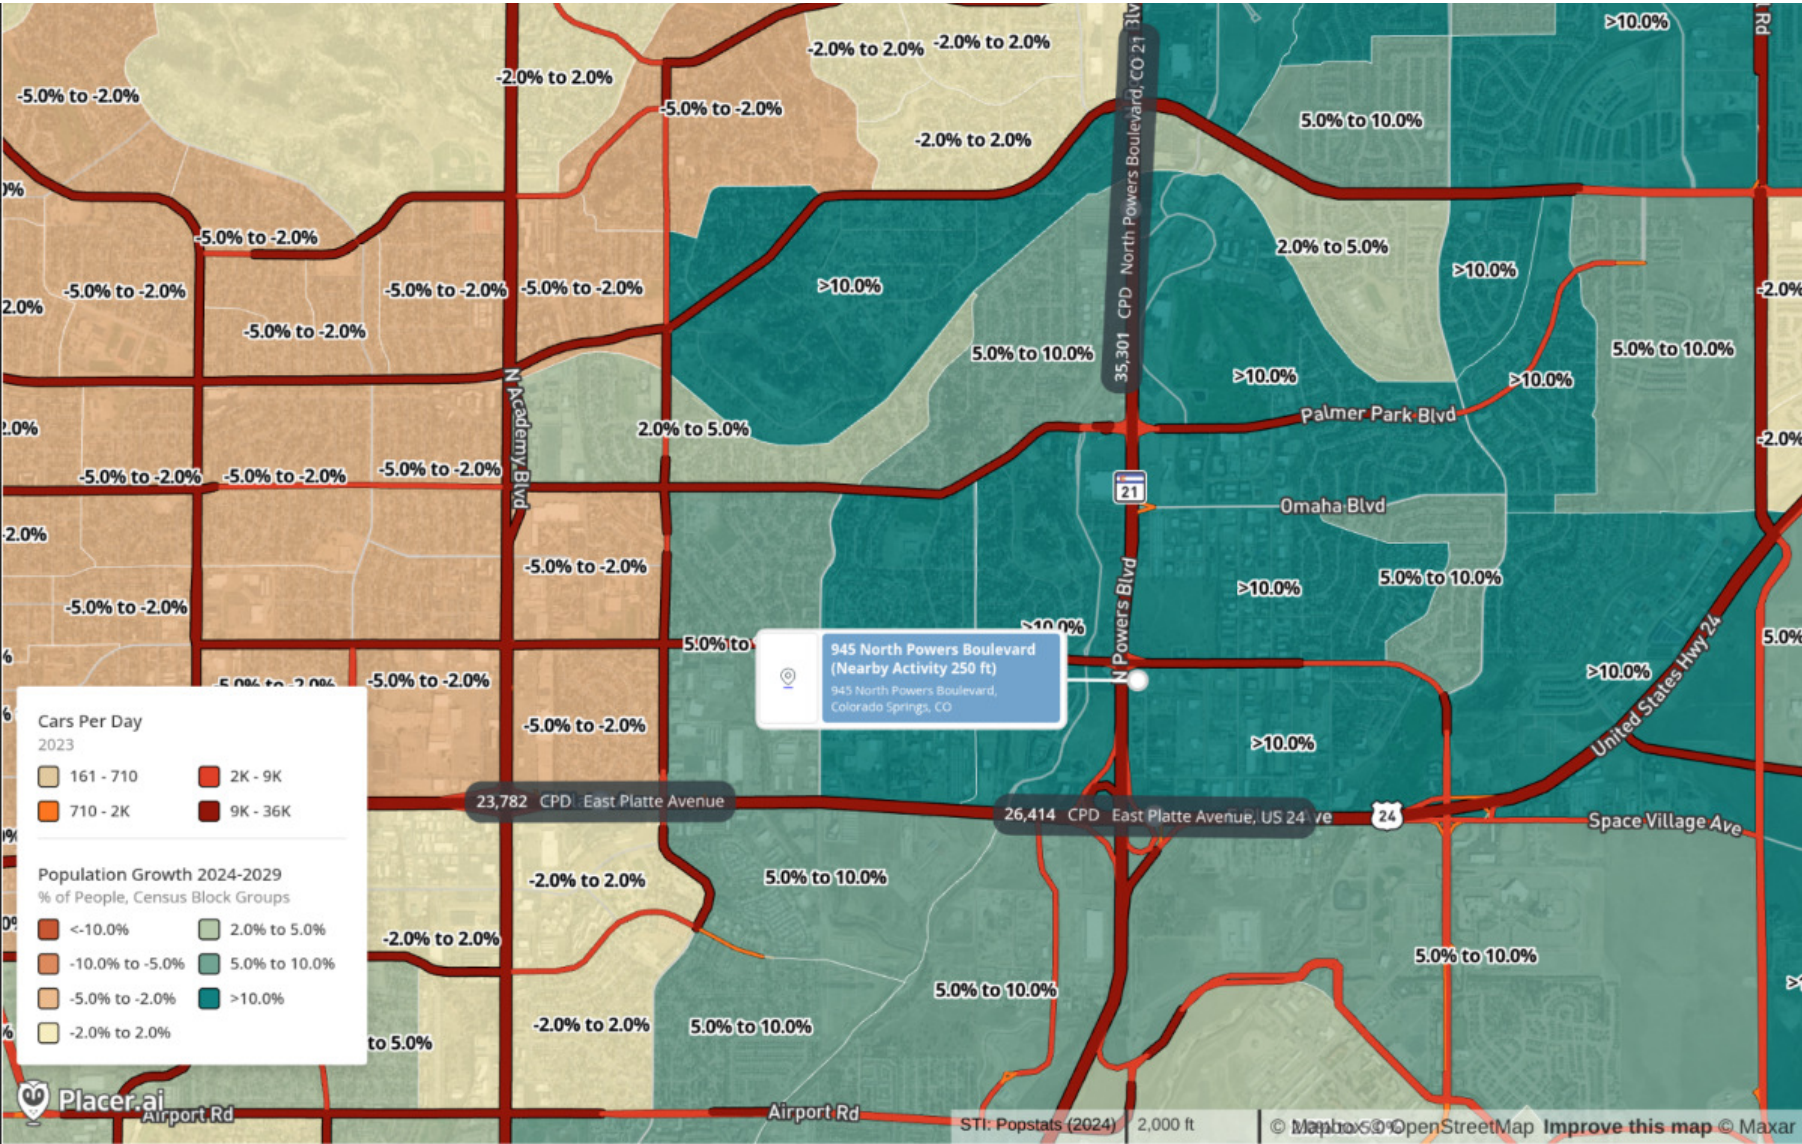 >10.0%
-2.0% to 2.0%
-2.0% to 2.0%
-2.0% to 2.0%
-5.0% to -2.0%
-5.0% to -2.0%
5.0% to 10.0%
-2.0% to 2.0%
35,301 CPD North Powers Boulevard, CO 21
-5.0% to -2.0%
2.0% to 5.0%
>10.0%
>10.0%
-5.0% to -2.0%
-5.0% to -2.0%
-5.0% to -2.0%
-5.0% to -2.0%
5.0% to 10.0%
5.0% to 10.0%
>10.0%
>10.0%
N Academy Blvd
Palmer Park Blvd
2.0% to 5.0%
-5.0% to -2.0%
-5.0% to -2.0%
-5.0% to -2.0%
21
Omaha Blvd
-5.0% to -2.0%
N Powers Blvd
5.0% to 10.0%
>10.0%
-5.0% to -2.0%
>10.0%
5.0% to
945 North Powers Boulevard
(Nearby Activity 250 ft)
945 North Powers Boulevard,
Colorado Springs, CO
>10.0%
United States Hwy 24
-5.0% to -2.0%
-5.0% to -2.0%
-5.0% to -2.0%
>10.0%
23,782 CPD East Platte Avenue
26,414 CPD East Platte Avenue, US 24
24
Space Village Ave
-2.0% to 2.0%
5.0% to 10.0%
-2.0% to 2.0%
5.0% to 10.0%
5.0% to 10.0%
-2.0% to 2.0%
5.0% to 10.0%
to 5.0%
Cars Per Day
2023
161 - 710
2K - 9K
710 - 2K
9K - 36K
Population Growth 2024-2029
% of People, Census Block Groups
<-10.0%
2.0% to 5.0%
-10.0% to -5.0%
5.0% to 10.0%
-5.0% to -2.0%
>10.0%
-2.0% to 2.0%
Placer.ai
Airport Rd
Airport Rd
STI: Popstats (2024)
2,000 ft
© Mapbox © OpenStreetMap Improve this map © Maxar